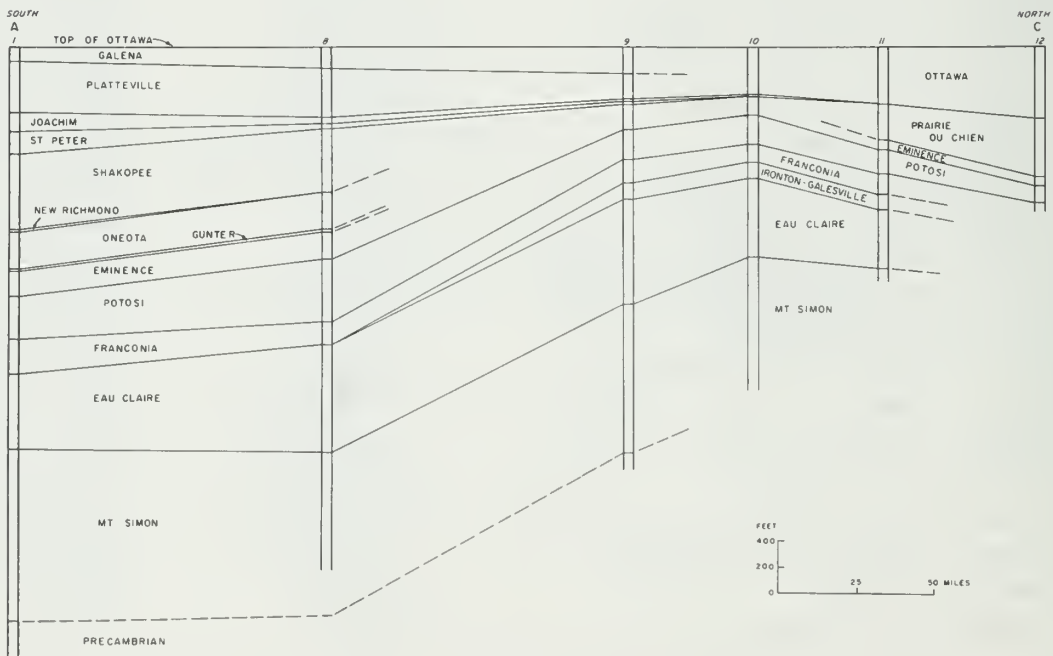 SOUTH
A
NORTH
C
1
8
9
10
11
12
TOP OF OTTAWA
GALENA
PLATTEVILLE
JOACHIM
ST PETER
SHAKOPEE
NEW RICHMOND
ONEOTA
GUNTER
EMINENCE
POTOSI
FRANCONIA
EAU CLAIRE
MT SIMON
PRECAMBRIAN
OTTAWA
PRAIRIE
DU CHIEN
EMINENCE
POTOSI
FRANCONIA
IRONTON-GALESVILLE
EAU CLAIRE
MT SIMON
FEET
400
200
0
25
50 MILES